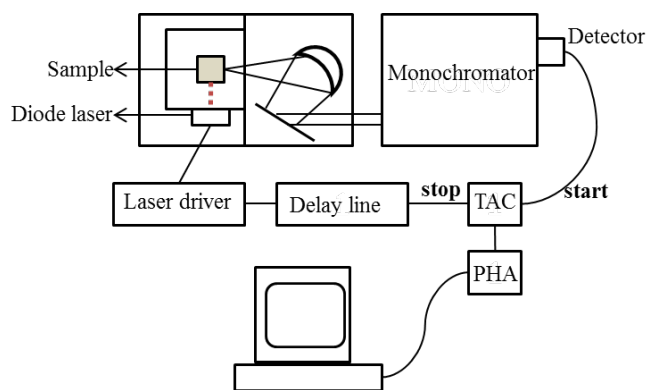 Detector
Sample
Monochromator
Diode laser
Laser driver
Delay line
stop
TAC
start
PHA